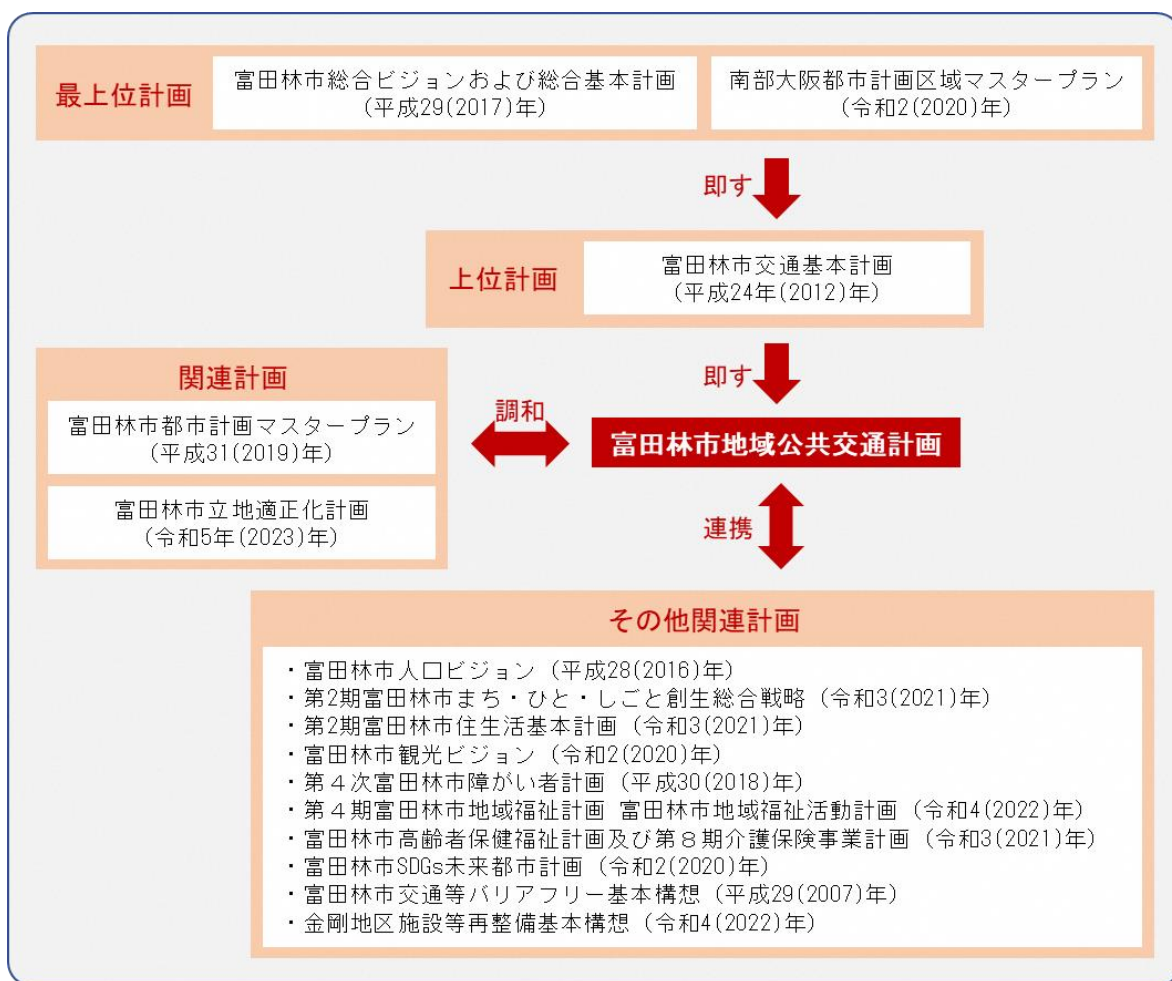 最上位計画
富田林市総合ビジョンおよび総合基本計画
(平成29(2017)年)
南部大阪都市計画区域マスタープラン
(令和2(2020)年)
即す
上位計画
富田林市交通基本計画
(平成24年(2012)年)
即す
関連計画
富田林市都市計画マスタープラン
(平成31(2019)年)
富田林市立地適正化計画
(令和5年(2023)年)
調和
富田林市地域公共交通計画
連携
その他関連計画
・富田林市人口ビジョン (平成28(2016)年)
・第2期富田林市まち・ひと・しごと創生総合戦略 (令和3(2021)年)
・第2期富田林市住生活基本計画 (令和3(2021)年)
・富田林市観光ビジョン (令和2(2020)年)
・第４次富田林市障がい者計画 (平成30(2018)年)
・第４期富田林市地域福祉計画 富田林市地域福祉活動計画 (令和4(2022)年)
・富田林市高齢者保健福祉計画及び第８期介護保険事業計画 (令和3(2021)年)
・富田林市SDGs未来都市計画 (令和2(2020)年)
・富田林市交通等バリアフリー基本構想 (平成29(2007)年)
・金剛地区施設等再整備基本構想 (令和4(2022)年)